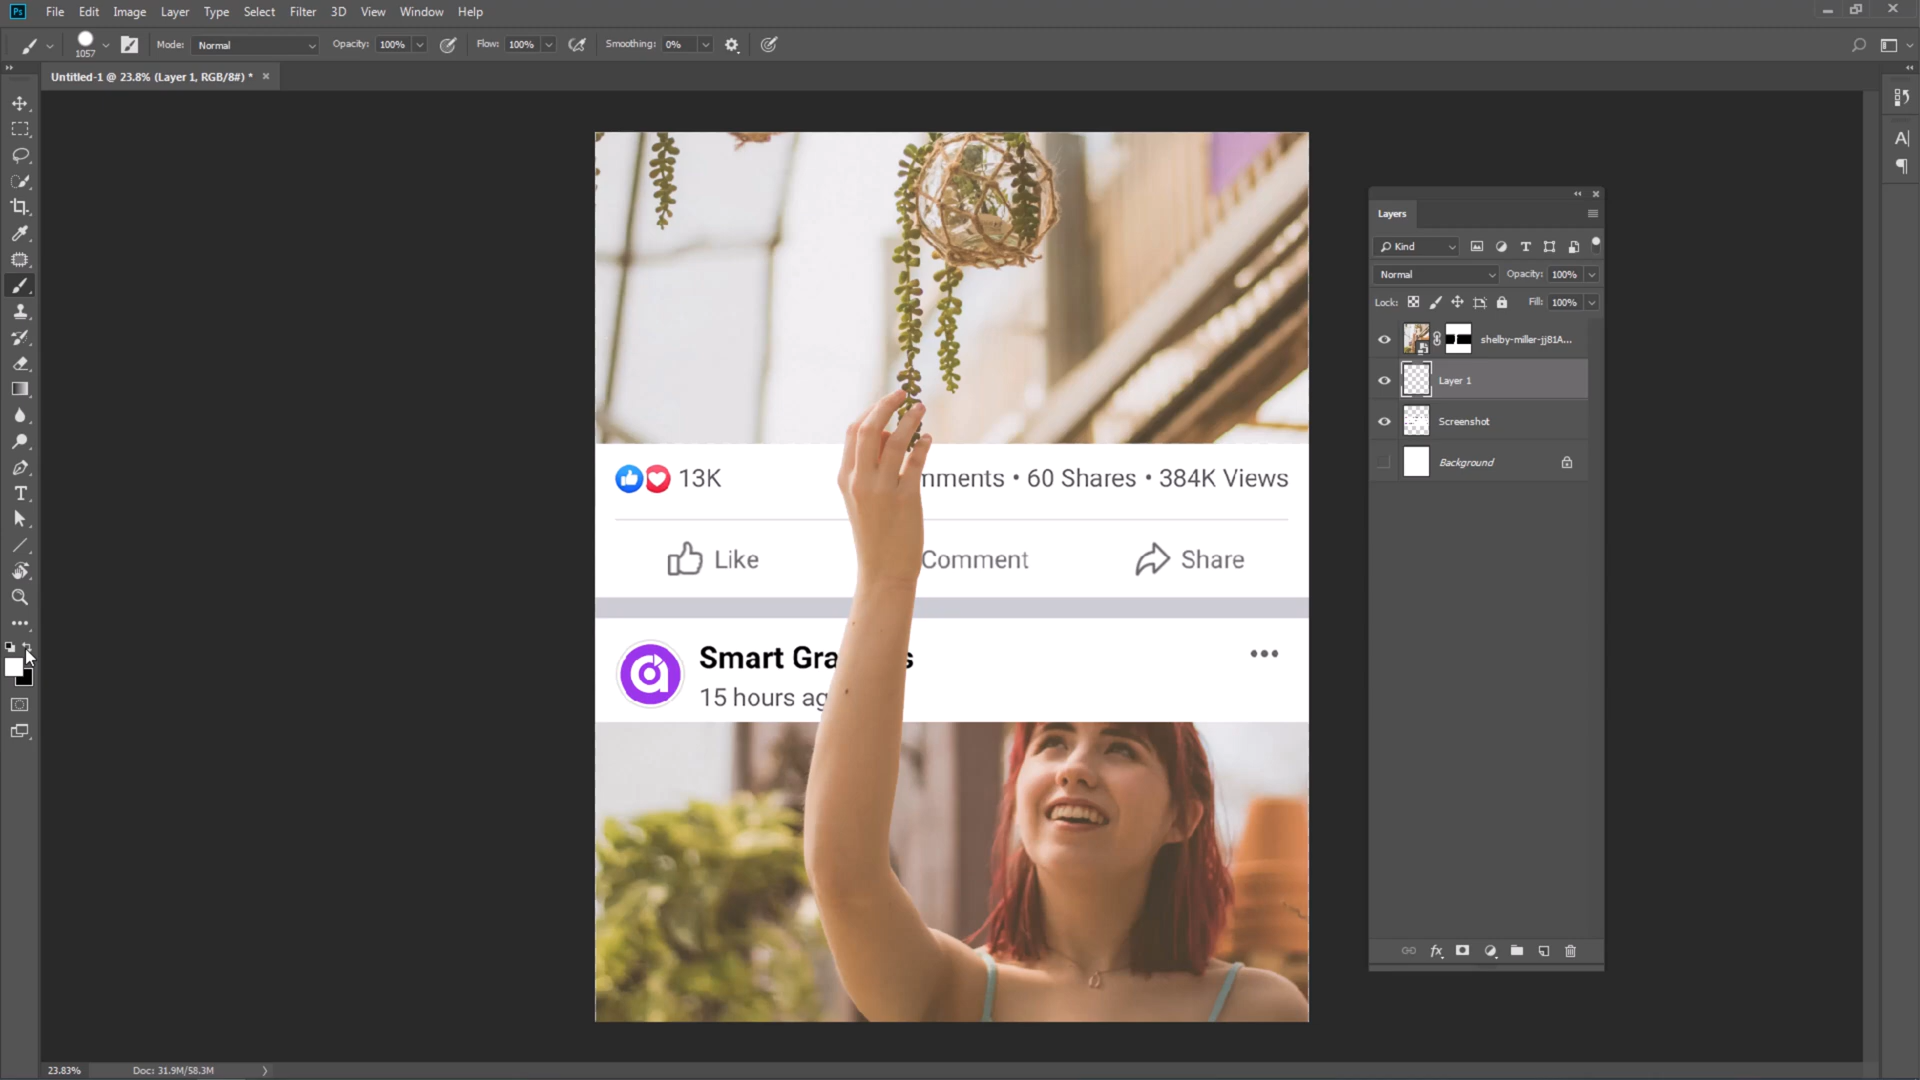 Ps File Edit Image Layer Type Select Filter 3D View Window Help
1057 Mode: Normal Opacity: 100% Flow: 100% Smoothing: 0%
Untitled-1 @ 23.8% (Layer 1, RGB/8#) *
13K mments • 60 Shares • 384K Views
Like Comment Share
Smart Gra s
15 hours ag
Layers
Kind
Normal Opacity: 100%
Lock: Fill: 100%
shelby-miller-jj81A...
Layer 1
Screenshot
Background
23.83% Doc: 31.9M/58.3M